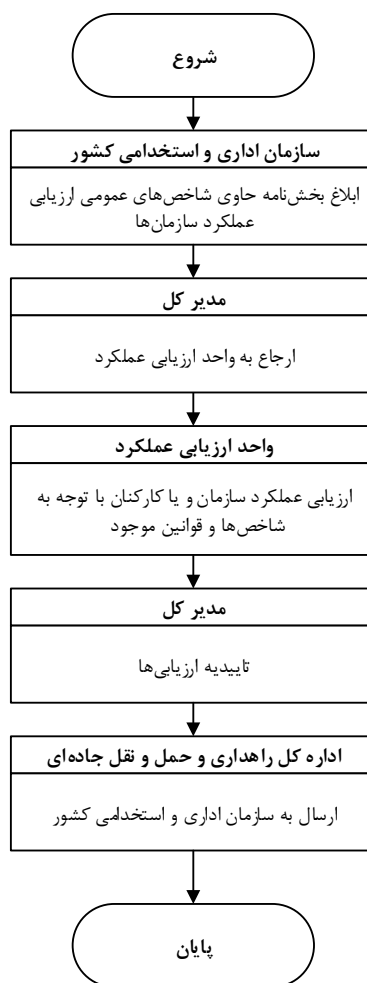 شروع
سازمان اداری و استخدامی کشور
ابلاغ بخش‌نامه حاوی شاخص‌های عمومی ارزیابی
عملکرد سازمان‌ها
مدیر کل
ارجاع به واحد ارزیابی عملکرد
واحد ارزیابی عملکرد
ارزیابی عملکرد سازمان و یا کارکنان با توجه به
شاخص‌ها و قوانین موجود
مدیر کل
تاییدیه ارزیابی‌ها
اداره کل راهداری و حمل و نقل جاده‌ای
ارسال به سازمان اداری و استخدامی کشور
پایان